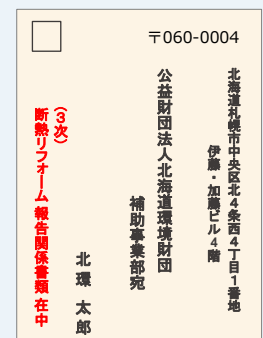 〒060-0004
北海道札幌市中央区北４条西４丁目１番地
伊藤・加藤ビル４階
公益財団法人北海道環境財団
補助事業部宛
北環 太郎
（３次）
断熱リフォーム 報告関係書類 在中